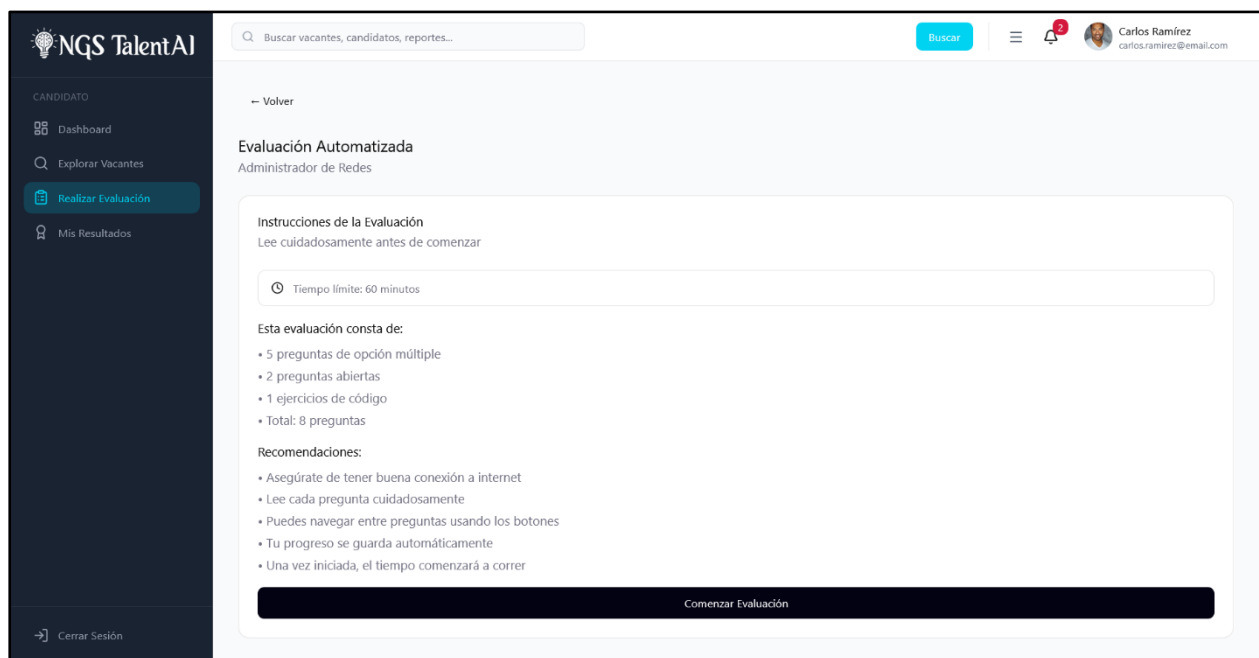 NGS TalentAI
Buscar vacantes, candidatos, reportes...
Buscar
2
Carlos Ramírez
carlos.ramirez@email.com
CANDIDATO
Dashboard
Explorar Vacantes
Realizar Evaluación
Mis Resultados
Cerrar Sesión
← Volver
Evaluación Automatizada
Administrador de Redes
Instrucciones de la Evaluación
Lee cuidadosamente antes de comenzar
Tiempo límite: 60 minutos
Esta evaluación consta de:
• 5 preguntas de opción múltiple
• 2 preguntas abiertas
• 1 ejercicios de código
• Total: 8 preguntas
Recomendaciones:
• Asegúrate de tener buena conexión a internet
• Lee cada pregunta cuidadosamente
• Puedes navegar entre preguntas usando los botones
• Tu progreso se guarda automáticamente
• Una vez iniciada, el tiempo comenzará a correr
Comenzar Evaluación